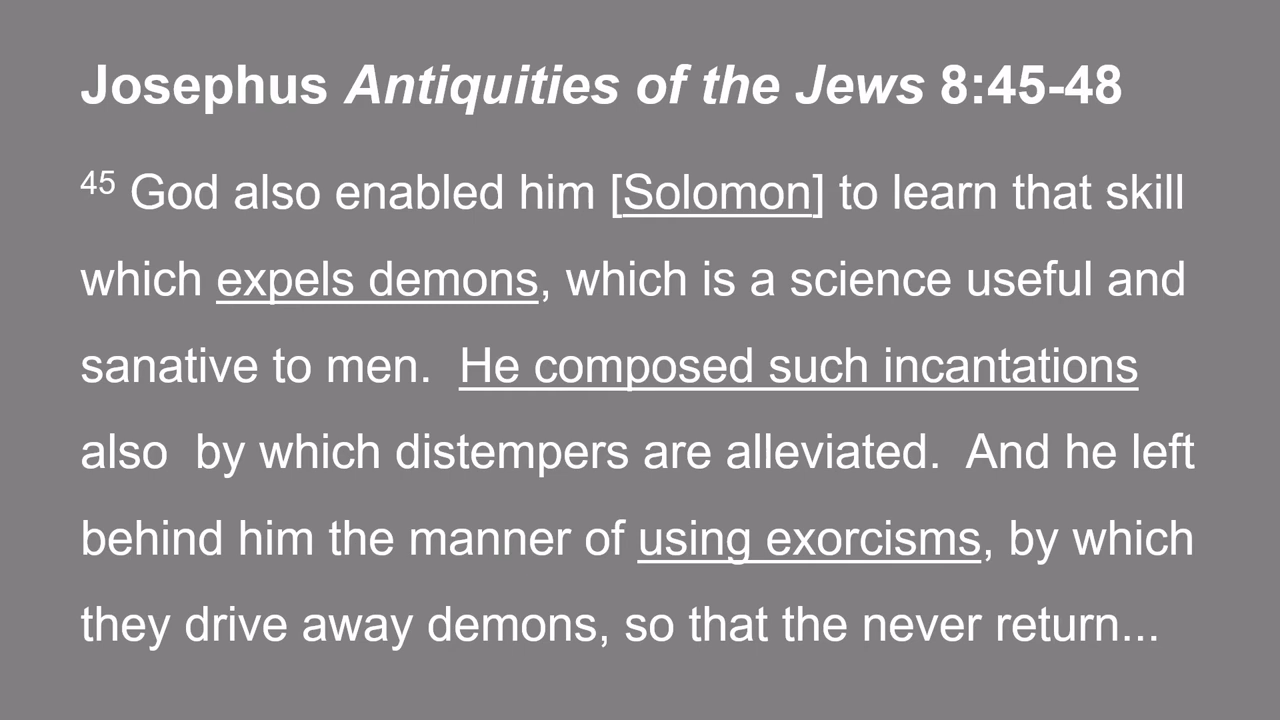 Josephus Antiquities of the Jews 8:45-48
45 God also enabled him [Solomon] to learn that skill
which expels demons, which is a science useful and
sanative to men.  He composed such incantations
also  by which distempers are alleviated.  And he left
behind him the manner of using exorcisms, by which
they drive away demons, so that the never return...